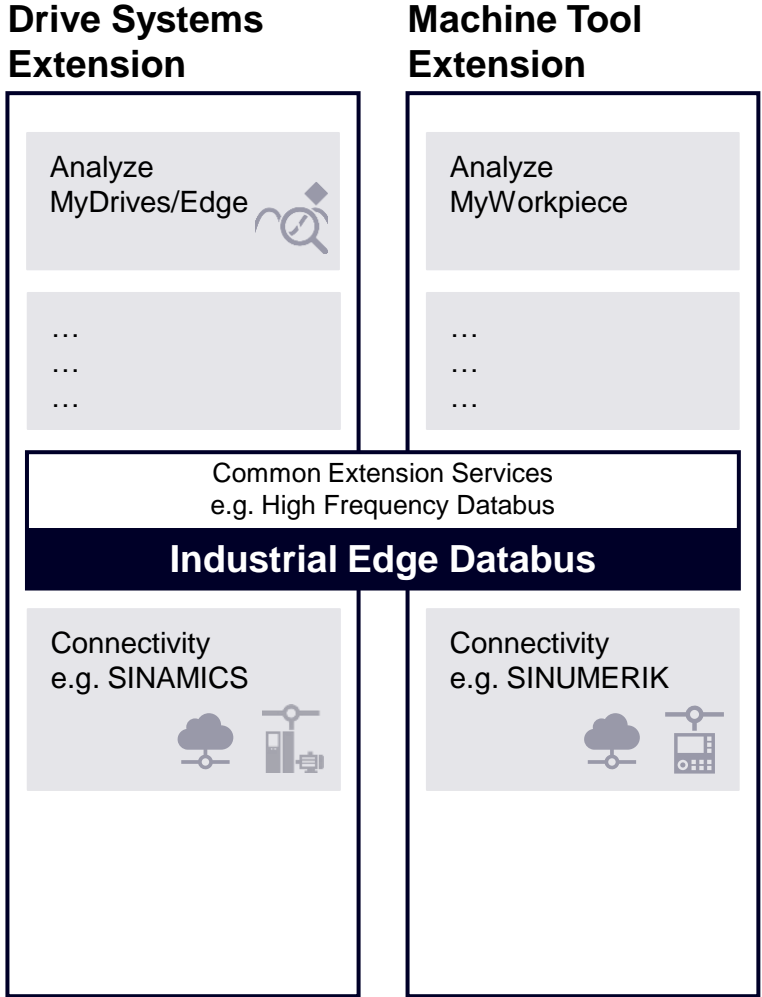 Drive Systems
Extension
Analyze
MyDrives/Edge
…
…
…
Machine Tool
Extension
Analyze
MyWorkpiece
…
…
…
Common Extension Services
e.g. High Frequency Databus
Industrial Edge Databus
Connectivity
e.g. SINAMICS
Connectivity
e.g. SINUMERIK